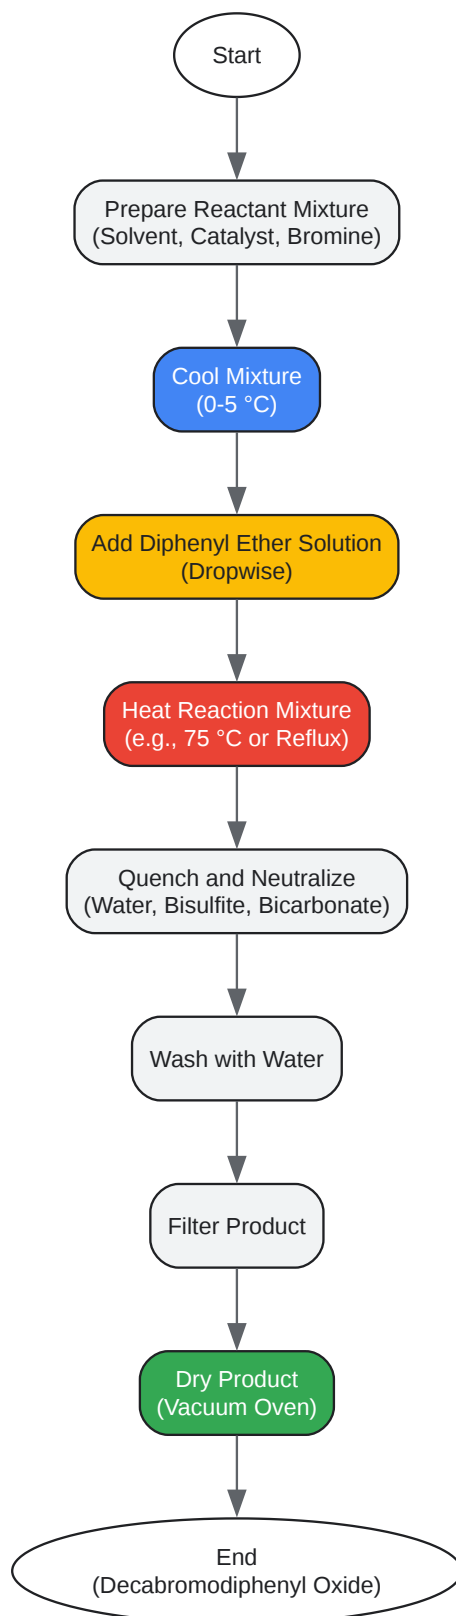 Start
Prepare Reactant Mixture
(Solvent, Catalyst, Bromine)
Cool Mixture
(0-5 °C)
Add Diphenyl Ether Solution
(Dropwise)
Heat Reaction Mixture
(e.g., 75 °C or Reflux)
Quench and Neutralize
(Water, Bisulfite, Bicarbonate)
Wash with Water
Filter Product
Dry Product
(Vacuum Oven)
End
(Decabromodiphenyl Oxide)